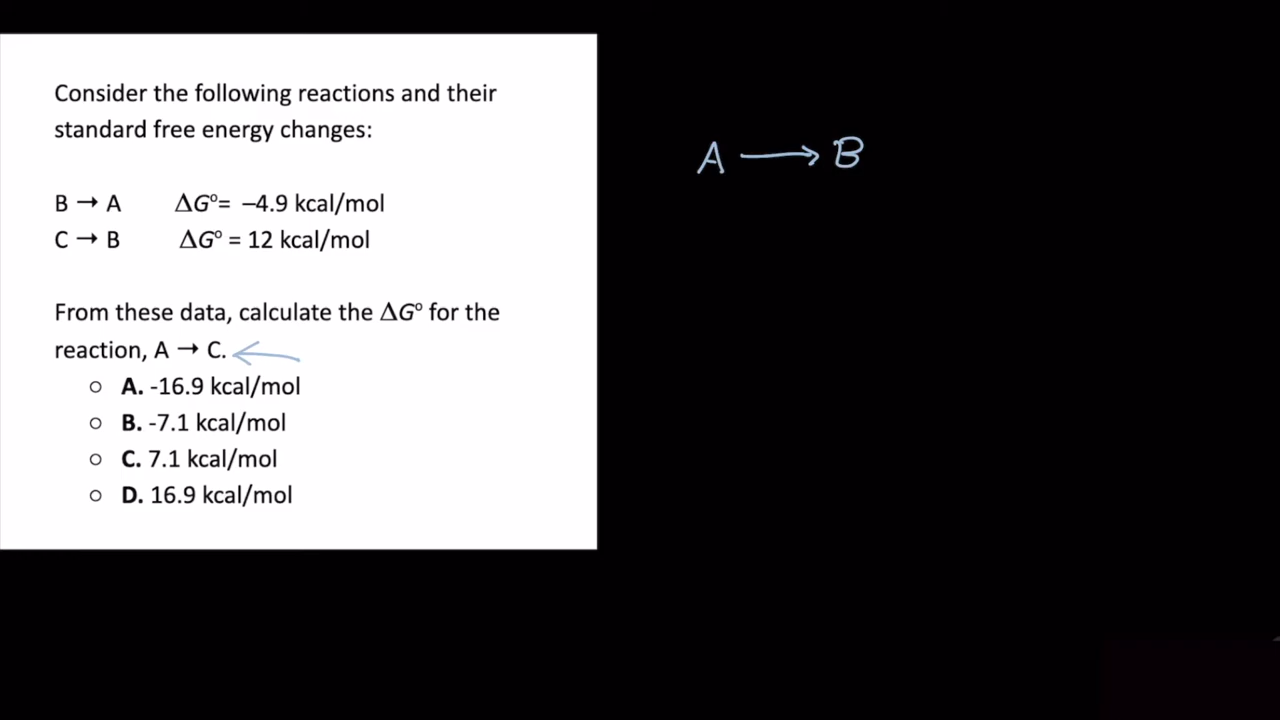 Consider the following reactions and their
standard free energy changes:
B → A ΔG°= –4.9 kcal/mol
C → B ΔG° = 12 kcal/mol
From these data, calculate the ΔG° for the
reaction, A → C.
○ A. -16.9 kcal/mol
○ B. -7.1 kcal/mol
○ C. 7.1 kcal/mol
○ D. 16.9 kcal/mol
A → B